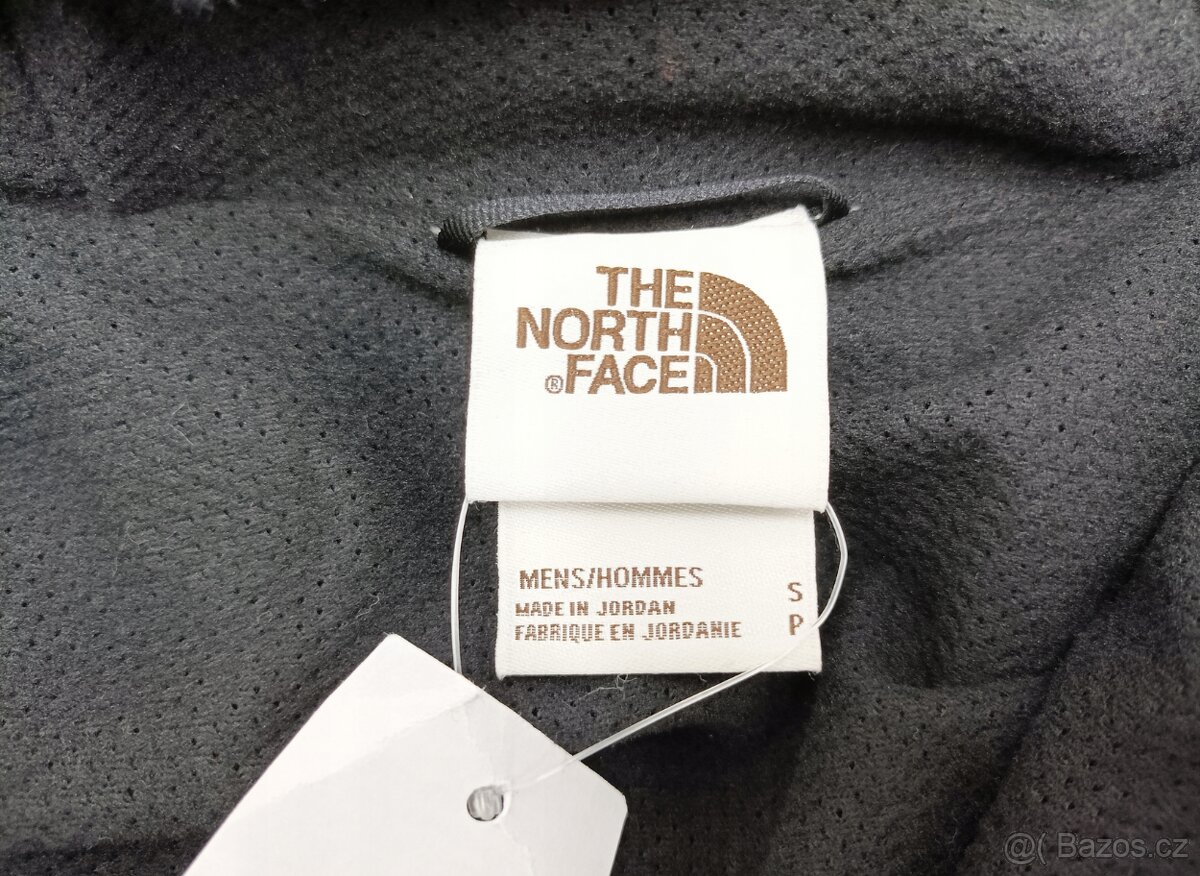 THE
NORTH
®FACE
MENS/HOMMES
MADE IN JORDAN
FABRIQUE EN JORDANIE
S
P
@( Bazos.cz